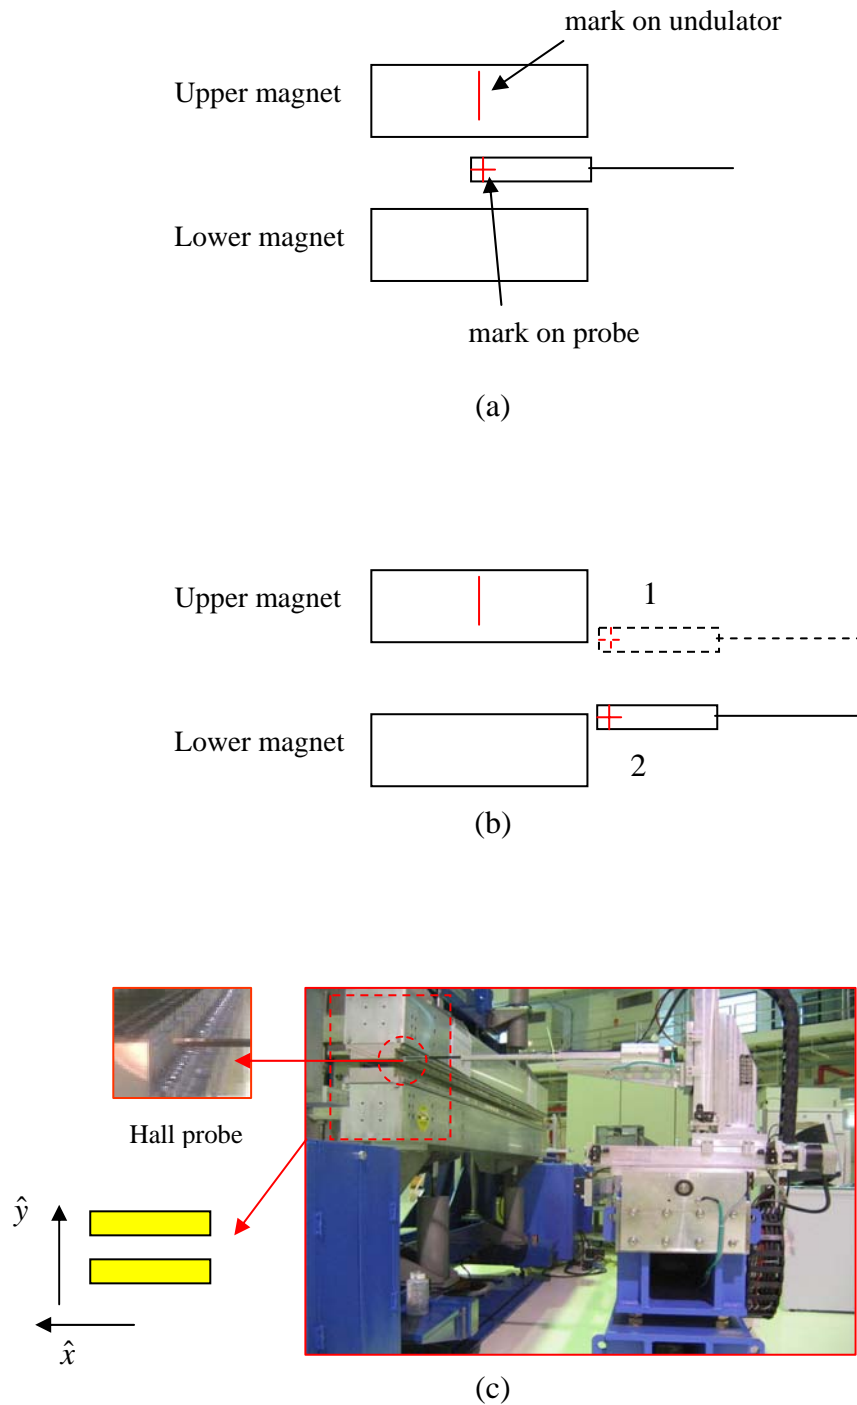 mark on undulator
Upper magnet
Lower magnet
mark on probe
(a)
Upper magnet
1
Lower magnet
2
(b)
Hall probe
ŷ
x̂
(c)